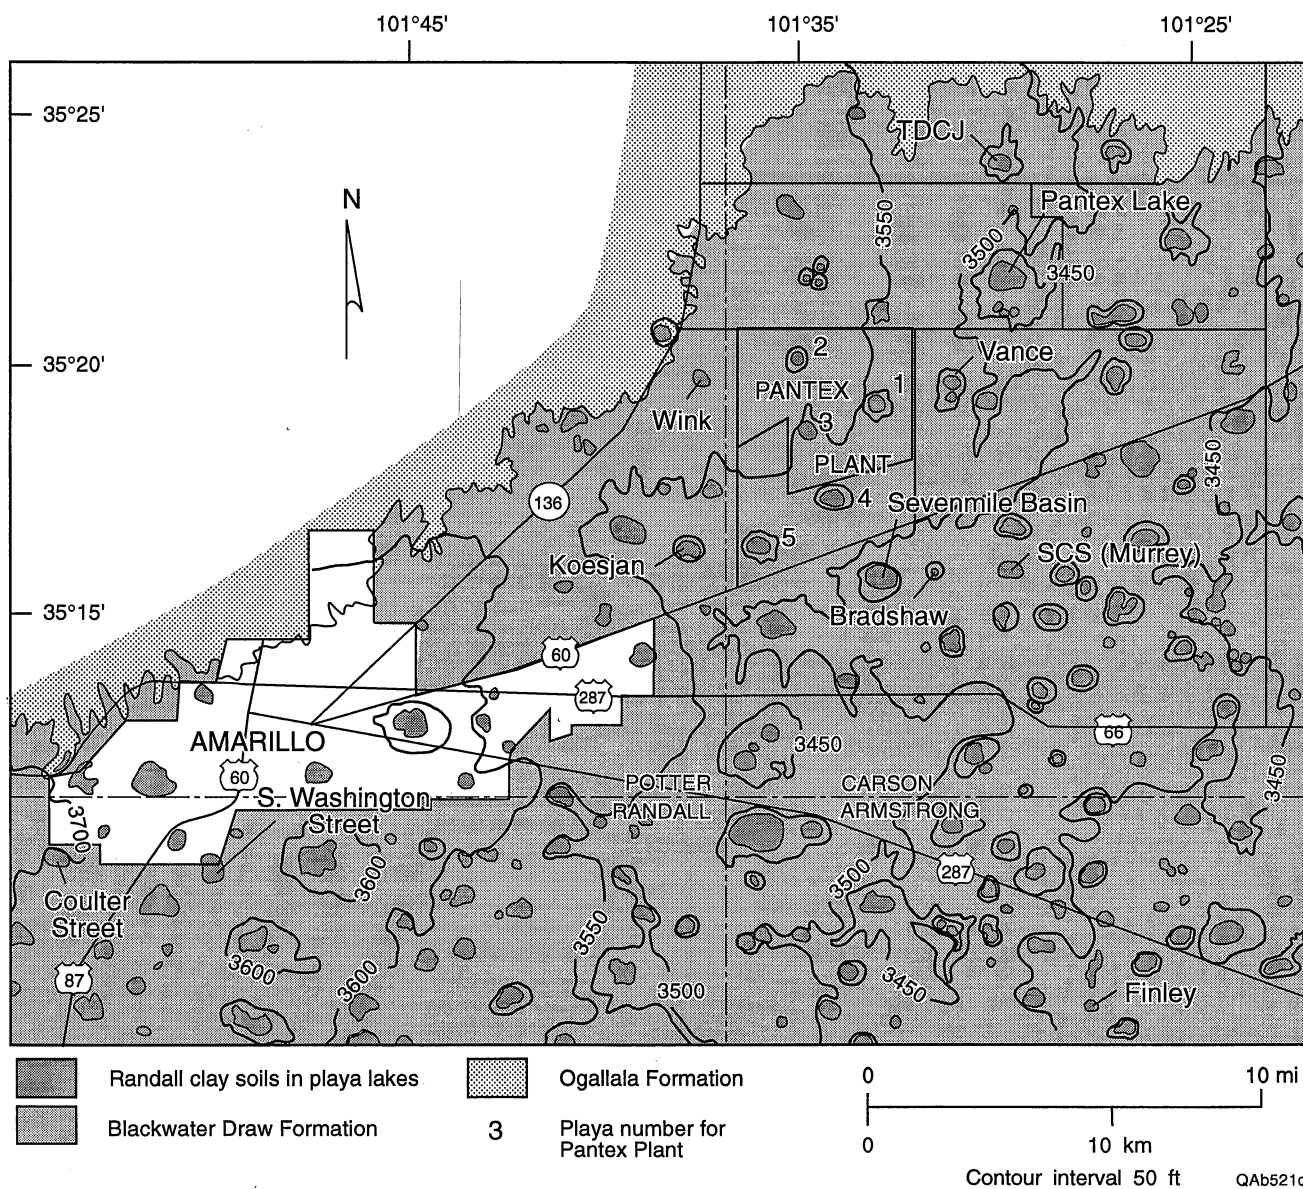 101°45'
101°35'
101°25'
35°25'
TDCJ
N
Pantex Lake
3550
3500
3450
35°20'
2
Vance
PANTEX
1
Wink
3
3450
PLANT
136
4
Sevenmile Basin
5
SCS (Murrey)
Koesjan
35°15'
Bradshaw
60
287
66
AMARILLO
3450
60
POTTER
CARSON
3450
S. Washington
Street
RANDALL
ARMSTRONG
3700
3600
3500
287
Coulter
Street
3550
3600
3600
87
3500
3450
Finley
Randall clay soils in playa lakes
Ogallala Formation
0
10 mi
Blackwater Draw Formation
3
Playa number for
Pantex Plant
0
10 km
Contour interval 50 ft
QAb521c